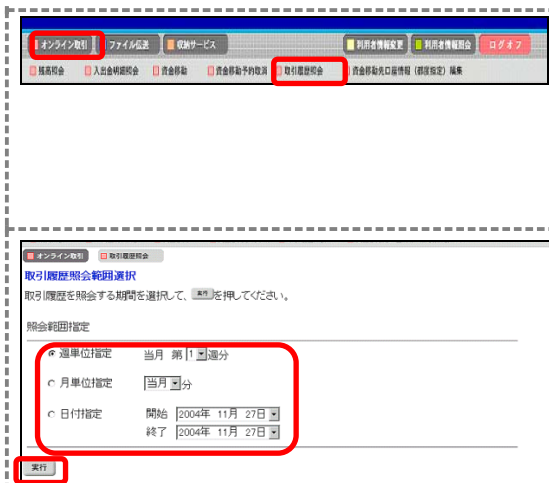 オンライン取引 ファイル伝送 収納サービス 利用者情報変更 利用者情報照会 ログオフ
残高照会 入出金明細照会 資金移動 資金移動予約取消 取引履歴照会 資金移動先口座情報（都度指定）編集
オンライン取引 取引履歴照会
取引履歴照会範囲選択
取引履歴を照会する期間を選択して、 実行 を押してください。
照会範囲指定
週単位指定 当月 第 1 週分
月単位指定 当月 分
日付指定 開始 2004年 11月 27日
終了 2004年 11月 27日
実行